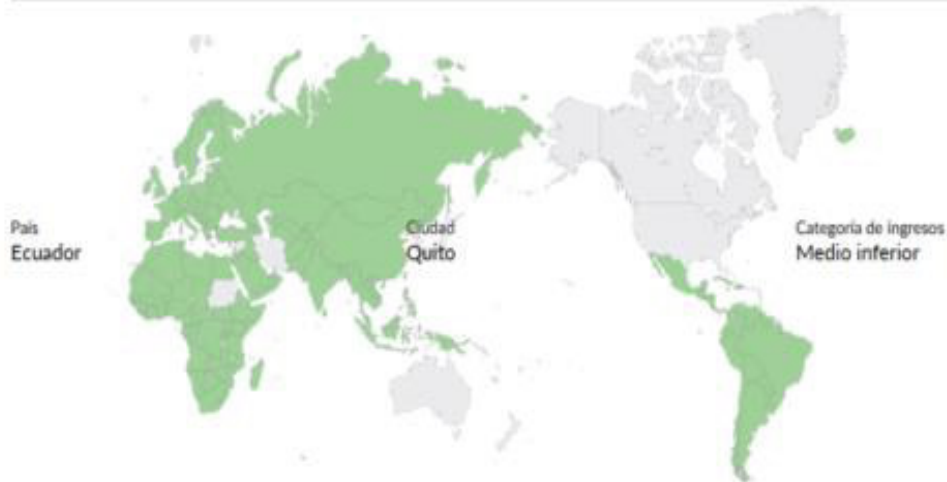 País
Ecuador
Ciudad
Quito
Categoría de ingresos
Medio inferior